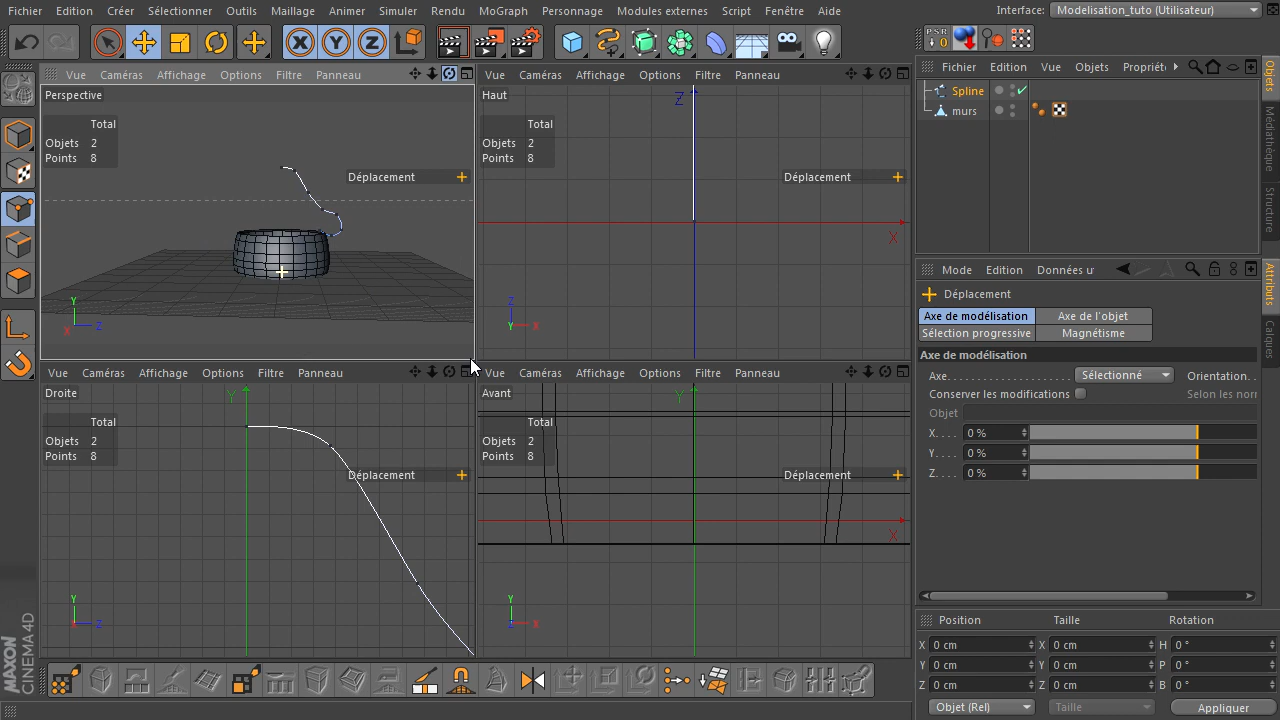 Fichier Edition Créer Sélectionner Outils Maillage Animer Simuler Rendu MoGraph Personnage Modules externes Script Fenêtre Aide Interface: Modelisation_tuto (Utilisateur)
X Y Z
PSR
0
Vue Caméras Affichage Options Filtre Panneau
Perspective
Total
Objets 2
Points 8
Déplacement
Y
X Z
Vue Caméras Affichage Options Filtre Panneau
Haut
Total
Objets 2
Points 8
Déplacement
Z
X
Z
Y X
Vue Caméras Affichage Options Filtre Panneau
Droite
Total
Objets 2
Points 8
Déplacement
Y
Y
X Z
Vue Caméras Affichage Options Filtre Panneau
Avant
Total
Objets 2
Points 8
Déplacement
Y
X
Y
Z X
Fichier Edition Vue Objets Propriét
Spline
murs
Objets
Médiathèque
Structure
Mode Edition Données u
Déplacement
Axe de modélisation Axe de l'objet
Sélection progressive Magnétisme
Axe de modélisation
Axe Sélectionné Orientation
Conserver les modifications Selon les nor
Objet
X 0 %
Y 0 %
Z 0 %
Attributs
Calques
Position Taille Rotation
X 0 cm X 0 cm H 0 °
Y 0 cm Y 0 cm P 0 °
Z 0 cm Z 0 cm B 0 °
Objet (Rel) Taille Appliquer
MAXON
CINEMA 4D